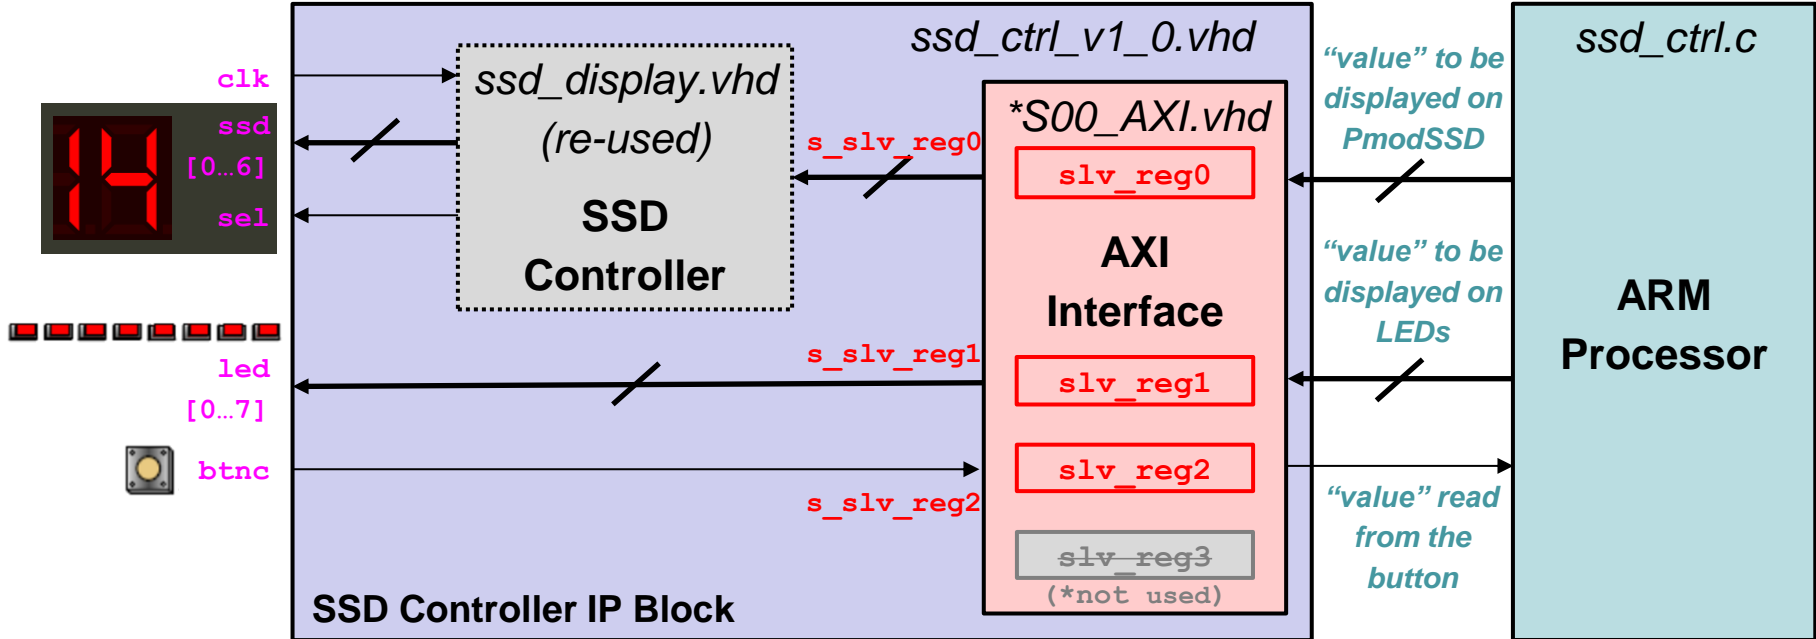 clk
ssd
[0…6]
sel
led
[0…7]
btnc
14
ssd_display.vhd
(re-used)
SSD
Controller
s_slv_reg0
s_slv_reg1
s_slv_reg2
SSD Controller IP Block
ssd_ctrl_v1_0.vhd
*S00_AXI.vhd
slv_reg0
AXI
Interface
slv_reg1
slv_reg2
slv_reg3
(*not used)
“value” to be
displayed on
PmodSSD
“value” to be
displayed on
LEDs
“value” read
from the
button
ssd_ctrl.c
ARM
Processor